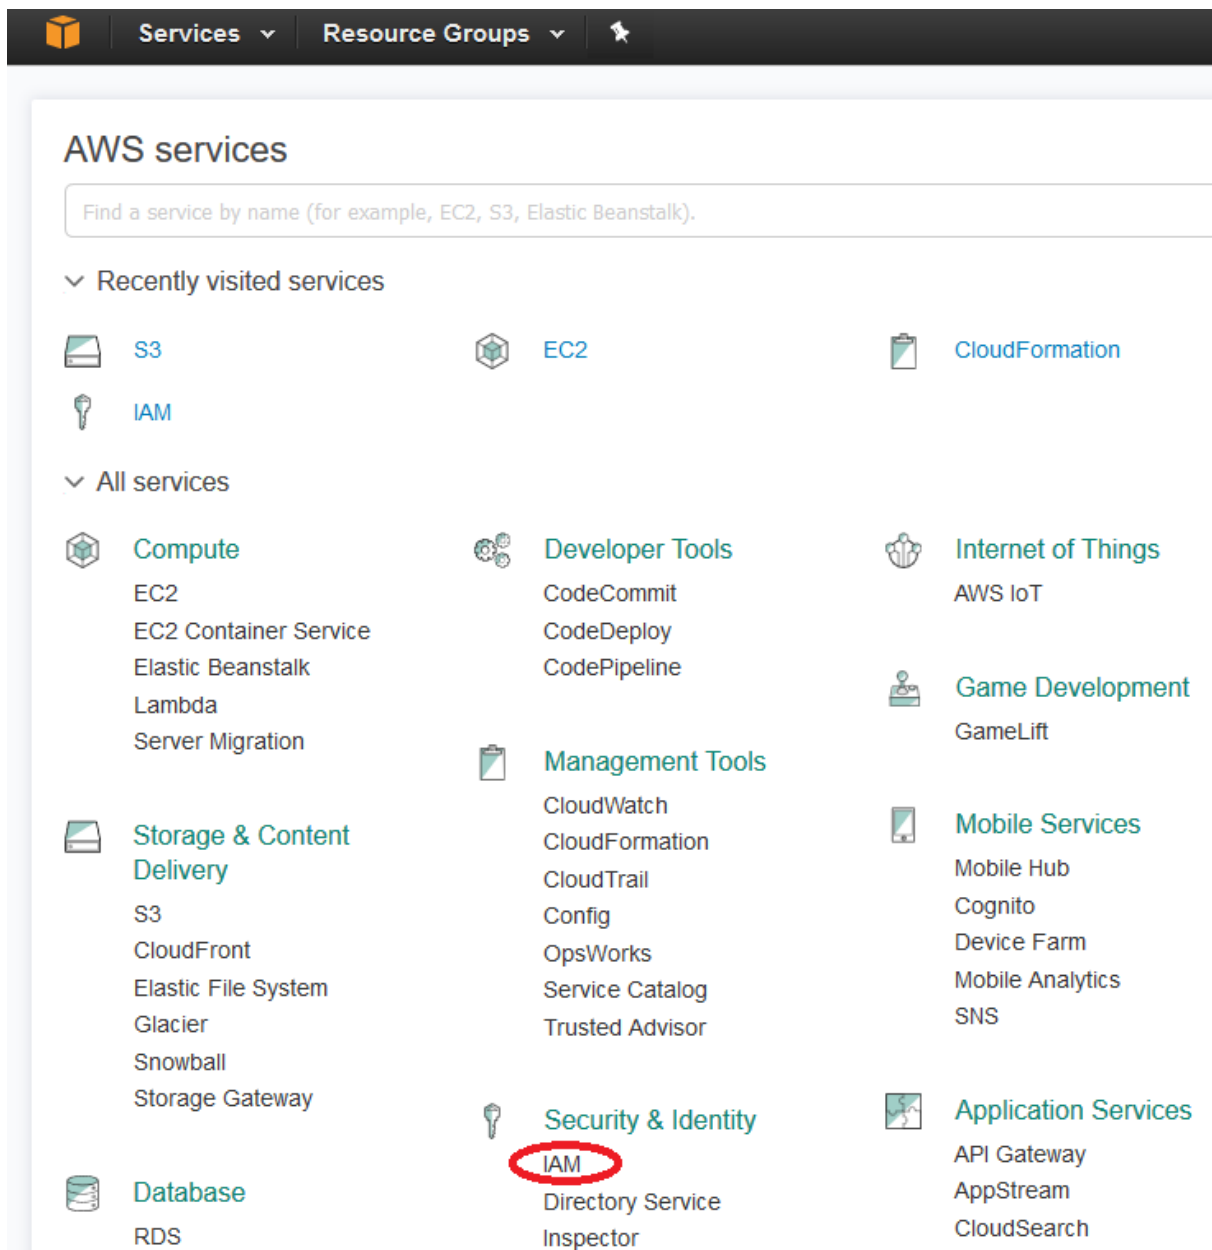 Services
Resource Groups
AWS services
Find a service by name (for example, EC2, S3, Elastic Beanstalk).
Recently visited services
S3
EC2
CloudFormation
IAM
All services
Compute
EC2
EC2 Container Service
Elastic Beanstalk
Lambda
Server Migration
Storage & Content
Delivery
S3
CloudFront
Elastic File System
Glacier
Snowball
Storage Gateway
Database
RDS
Developer Tools
CodeCommit
CodeDeploy
CodePipeline
Management Tools
CloudWatch
CloudFormation
CloudTrail
Config
OpsWorks
Service Catalog
Trusted Advisor
Security & Identity
IAM
Directory Service
Inspector
Internet of Things
AWS IoT
Game Development
GameLift
Mobile Services
Mobile Hub
Cognito
Device Farm
Mobile Analytics
SNS
Application Services
API Gateway
AppStream
CloudSearch